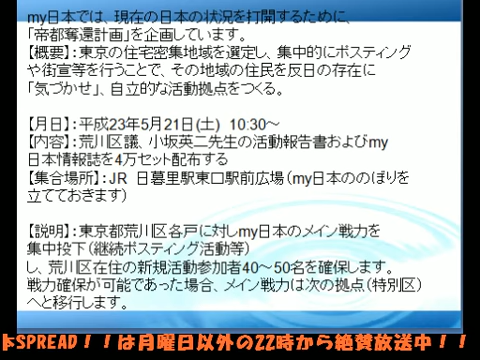 my日本では、現在の日本の状況を打開するために、
「帝都奪還計画」を企画しています。
【概要】：東京の住宅密集地域を選定し、集中的にポスティング
や街宣等を行うことで、その地域の住民を反日の存在に
「気づかせ」、自立的な活動拠点をつくる。
【月日】：平成23年5月21日(土) 10:30～
【内容】：荒川区議、小坂英二先生の活動報告書およびmy
日本情報誌を4万セット配布する
【集合場所】：JR 日暮里駅東口駅前広場（my日本ののぼりを
立てておきます）
【説明】：東京都荒川区各戸に対しmy日本のメイン戦力を
集中投下（継続ポスティング活動等）
し、荒川区在住の新規活動参加者40～50名を確保します。
戦力確保が可能であった場合、メイン戦力は次の拠点（特別区）
へと移行します。
SPREAD！！は月曜日以外の22時から絶賛放送中！！